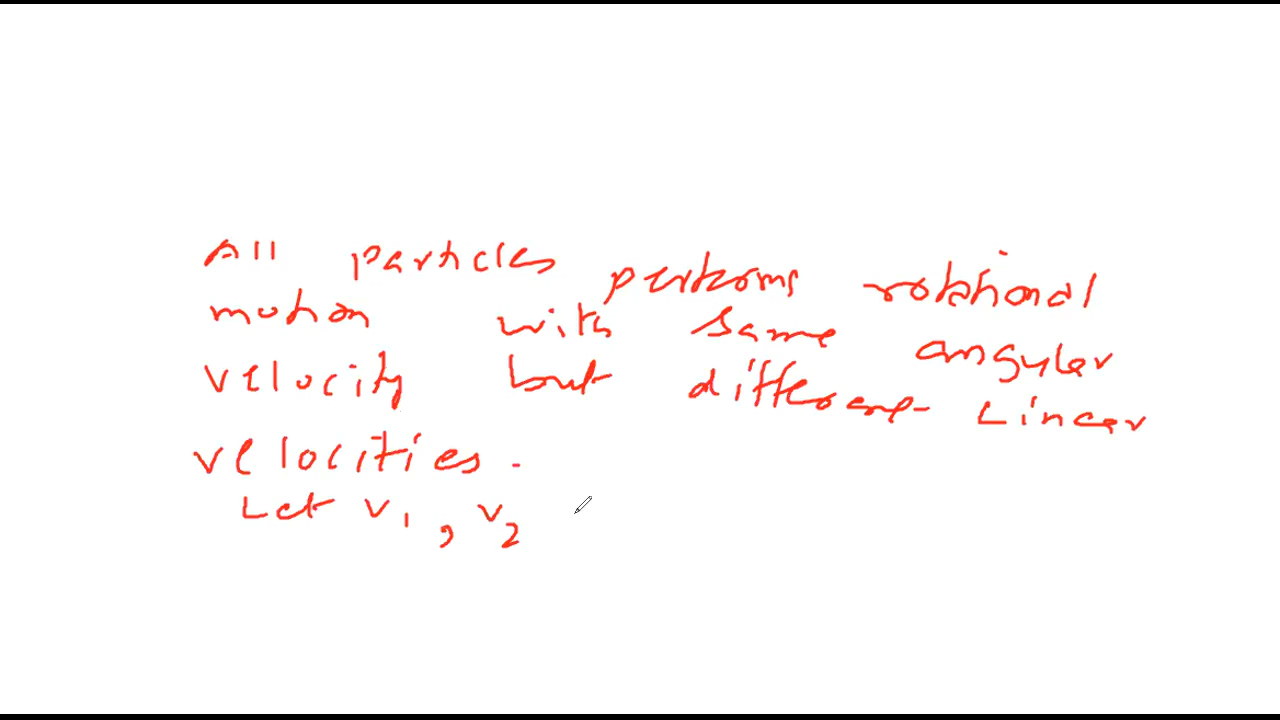 All particles performs rotational
motion with same angular
velocity but different Linear
velocities.
Let v₁, v₂